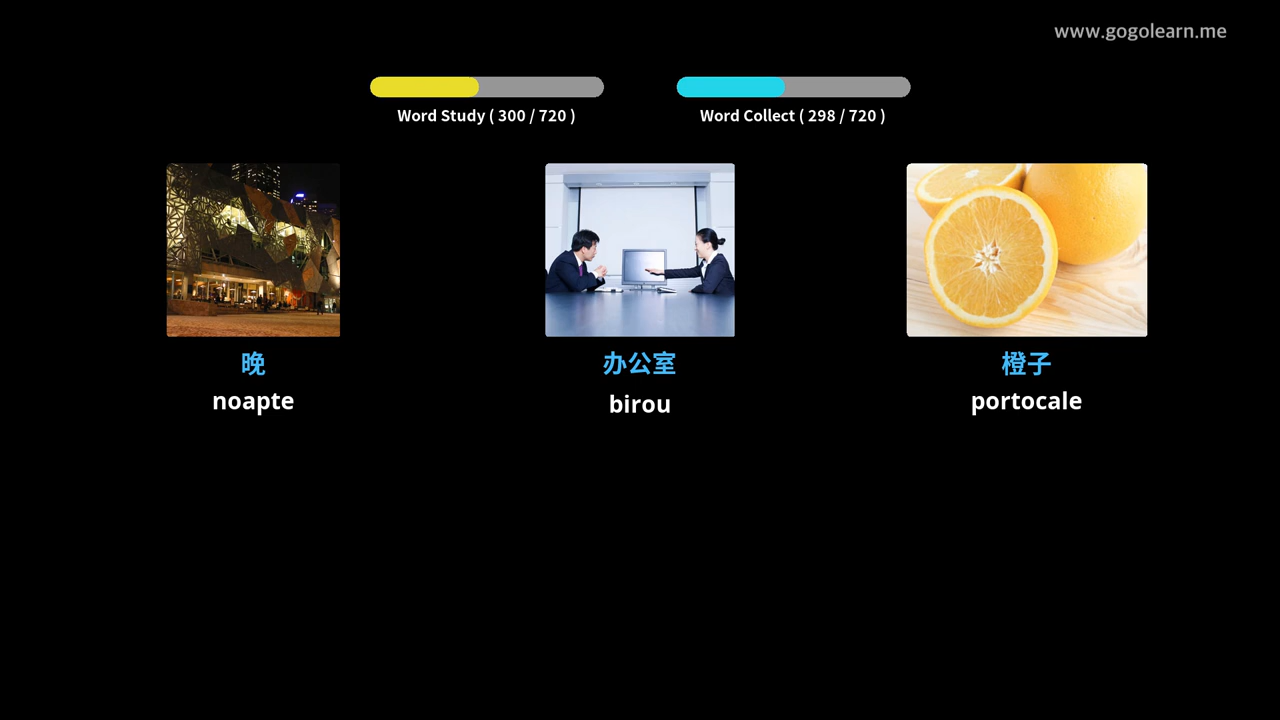 www.gogolearn.me
Word Study ( 300 / 720 )
Word Collect ( 298 / 720 )
晚
noapte
办公室
birou
橙子
portocale